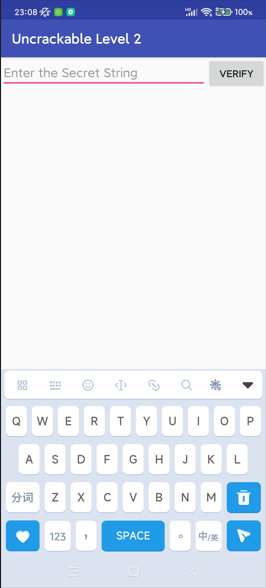 23:08 100%
Uncrackable Level 2
Enter the Secret String VERIFY
Q W E R T Y U I O P
A S D F G H J K L
分词 Z X C V B N M
123 , SPACE 。 中/英